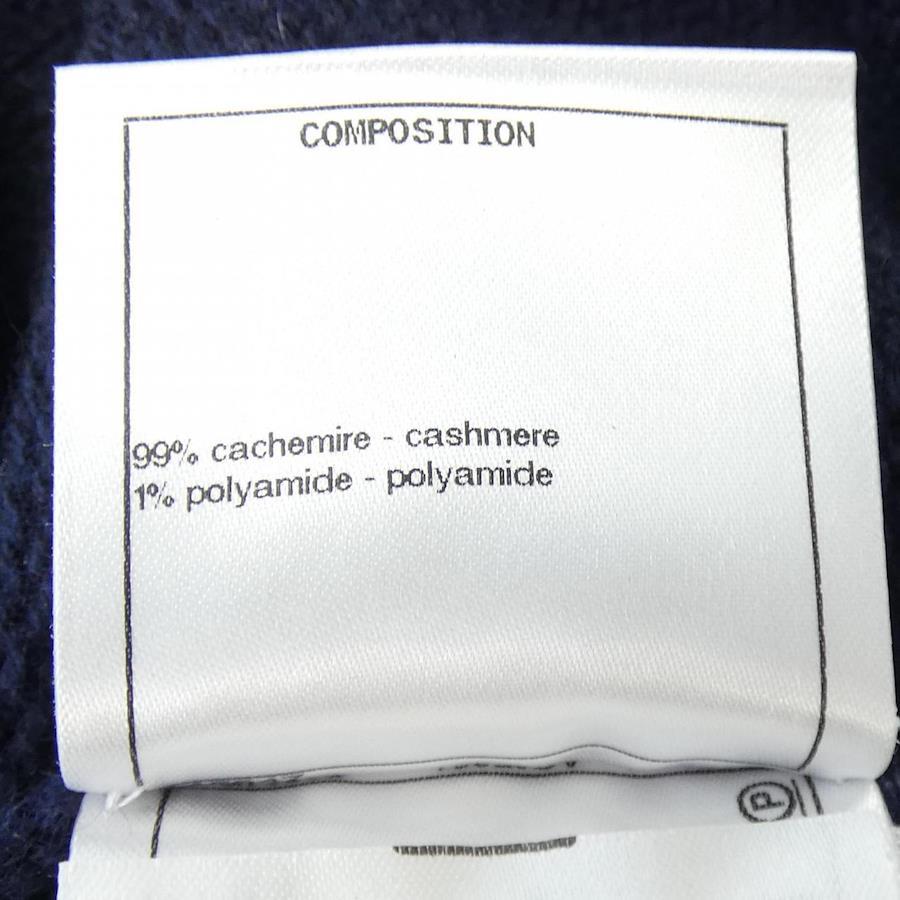 COMPOSITION
99% cachemire - cashmere
1% polyamide - polyamide
P